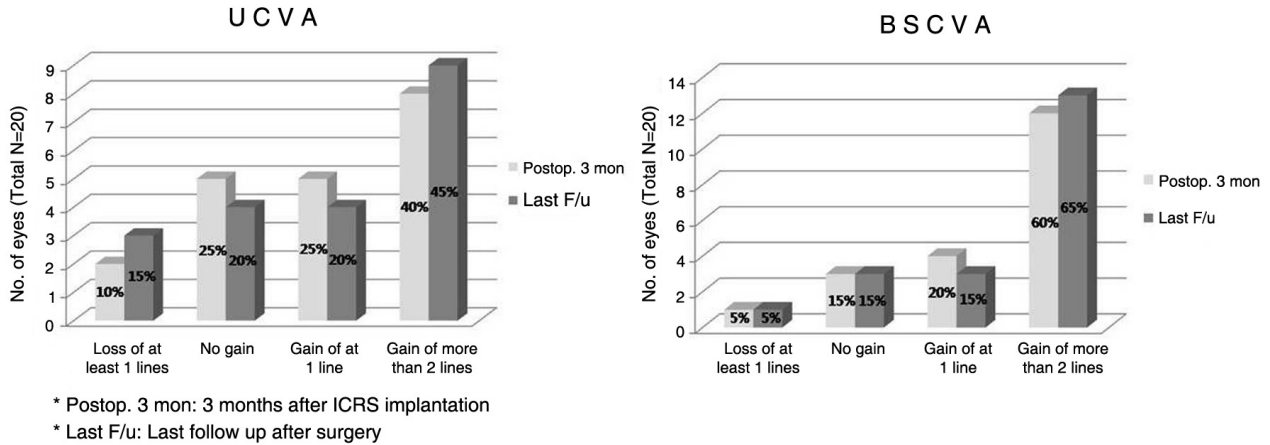 U C V A
No. of eyes (Total N=20)
9
8
7
6
5
4
3
2
1
0
10%
15%
25%
20%
25%
20%
40%
45%
Loss of at
least 1 lines
No gain
Gain of at
1 line
Gain of more
than 2 lines
Postop. 3 mon
Last F/u
B S C V A
No. of eyes (Total N=20)
14
12
10
8
6
4
2
0
5%
5%
15%
15%
20%
15%
60%
65%
Loss of at
least 1 lines
No gain
Gain of at
1 line
Gain of more
than 2 lines
Postop. 3 mon
Last F/u
* Postop. 3 mon: 3 months after ICRS implantation
* Last F/u: Last follow up after surgery